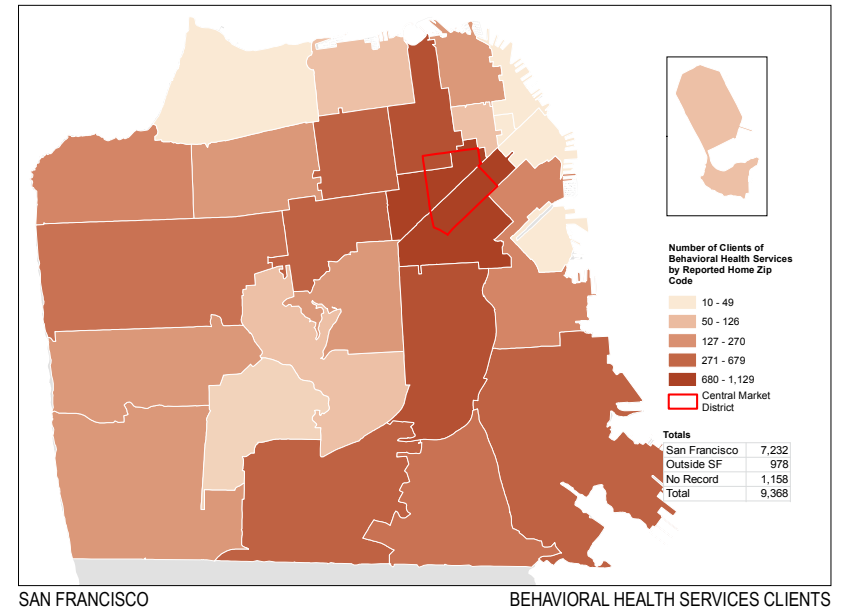 Number of Clients of
Behavioral Health Services
by Reported Home Zip
Code
10 - 49
50 - 126
127 - 270
271 - 679
680 - 1,129
Central Market
District
Totals
San Francisco 7,232
Outside SF 978
No Record 1,158
Total 9,368
SAN FRANCISCO BEHAVIORAL HEALTH SERVICES CLIENTS